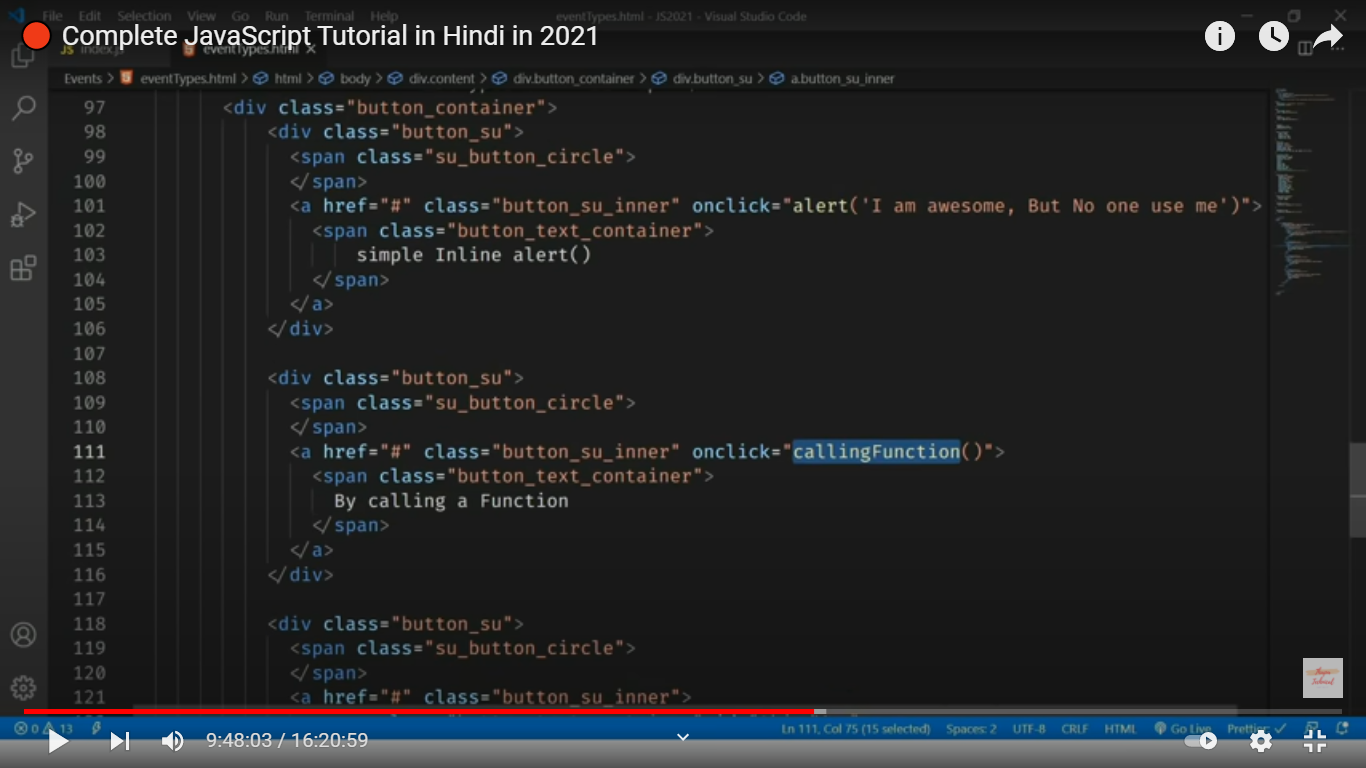 File Edit Selection View Go Run Terminal Help eventTypes.html - JS2021 - Visual Studio Code
Complete JavaScript Tutorial in Hindi in 2021
JS index.js eventTypes.html
Events > eventTypes.html > html > body > div.content > div.button_container > div.button_su > a.button_su_inner
97 <div class="button_container">
98 <div class="button_su">
99 <span class="su_button_circle">
100 </span>
101 <a href="#" class="button_su_inner" onclick="alert('I am awesome, But No one use me')">
102 <span class="button_text_container">
103 simple Inline alert()
104 </span>
105 </a>
106 </div>
107
108 <div class="button_su">
109 <span class="su_button_circle">
110 </span>
111 <a href="#" class="button_su_inner" onclick="callingFunction()">
112 <span class="button_text_container">
113 By calling a Function
114 </span>
115 </a>
116 </div>
117
118 <div class="button_su">
119 <span class="su_button_circle">
120 </span>
121 <a href="#" class="button_su_inner">
0 13 Ln 111, Col 75 (15 selected) Spaces: 2 UTF-8 CRLF HTML Go Live Prettier
9:48:03 / 16:20:59